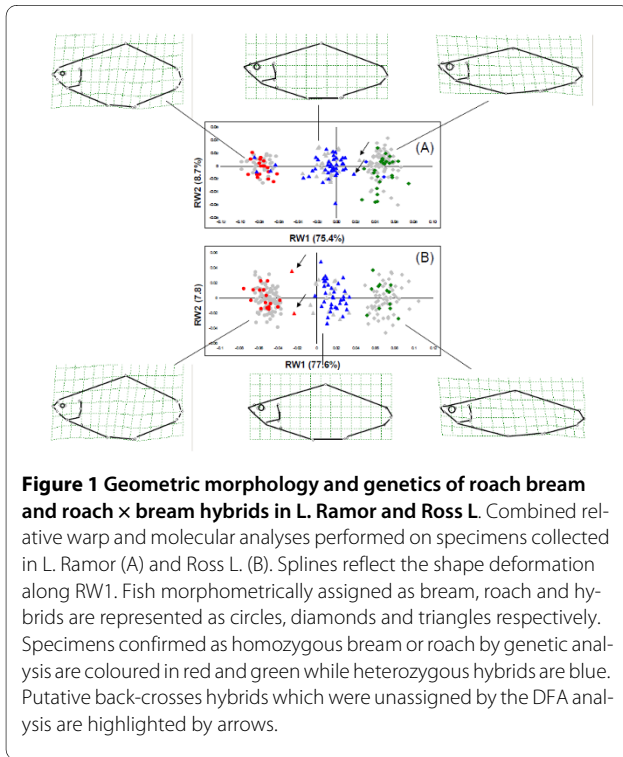 (A)
RW2 (8.7%)
RW1 (75.4%)
(B)
RW2 (7.8)
RW1 (77.6%)
Figure 1 Geometric morphology and genetics of roach bream
and roach × bream hybrids in L. Ramor and Ross L. Combined rel-
ative warp and molecular analyses performed on specimens collected
in L. Ramor (A) and Ross L. (B). Splines reflect the shape deformation
along RW1. Fish morphometrically assigned as bream, roach and hy-
brids are represented as circles, diamonds and triangles respectively.
Specimens confirmed as homozygous bream or roach by genetic anal-
ysis are coloured in red and green while heterozygous hybrids are blue.
Putative back-crosses hybrids which were unassigned by the DFA anal-
ysis are highlighted by arrows.